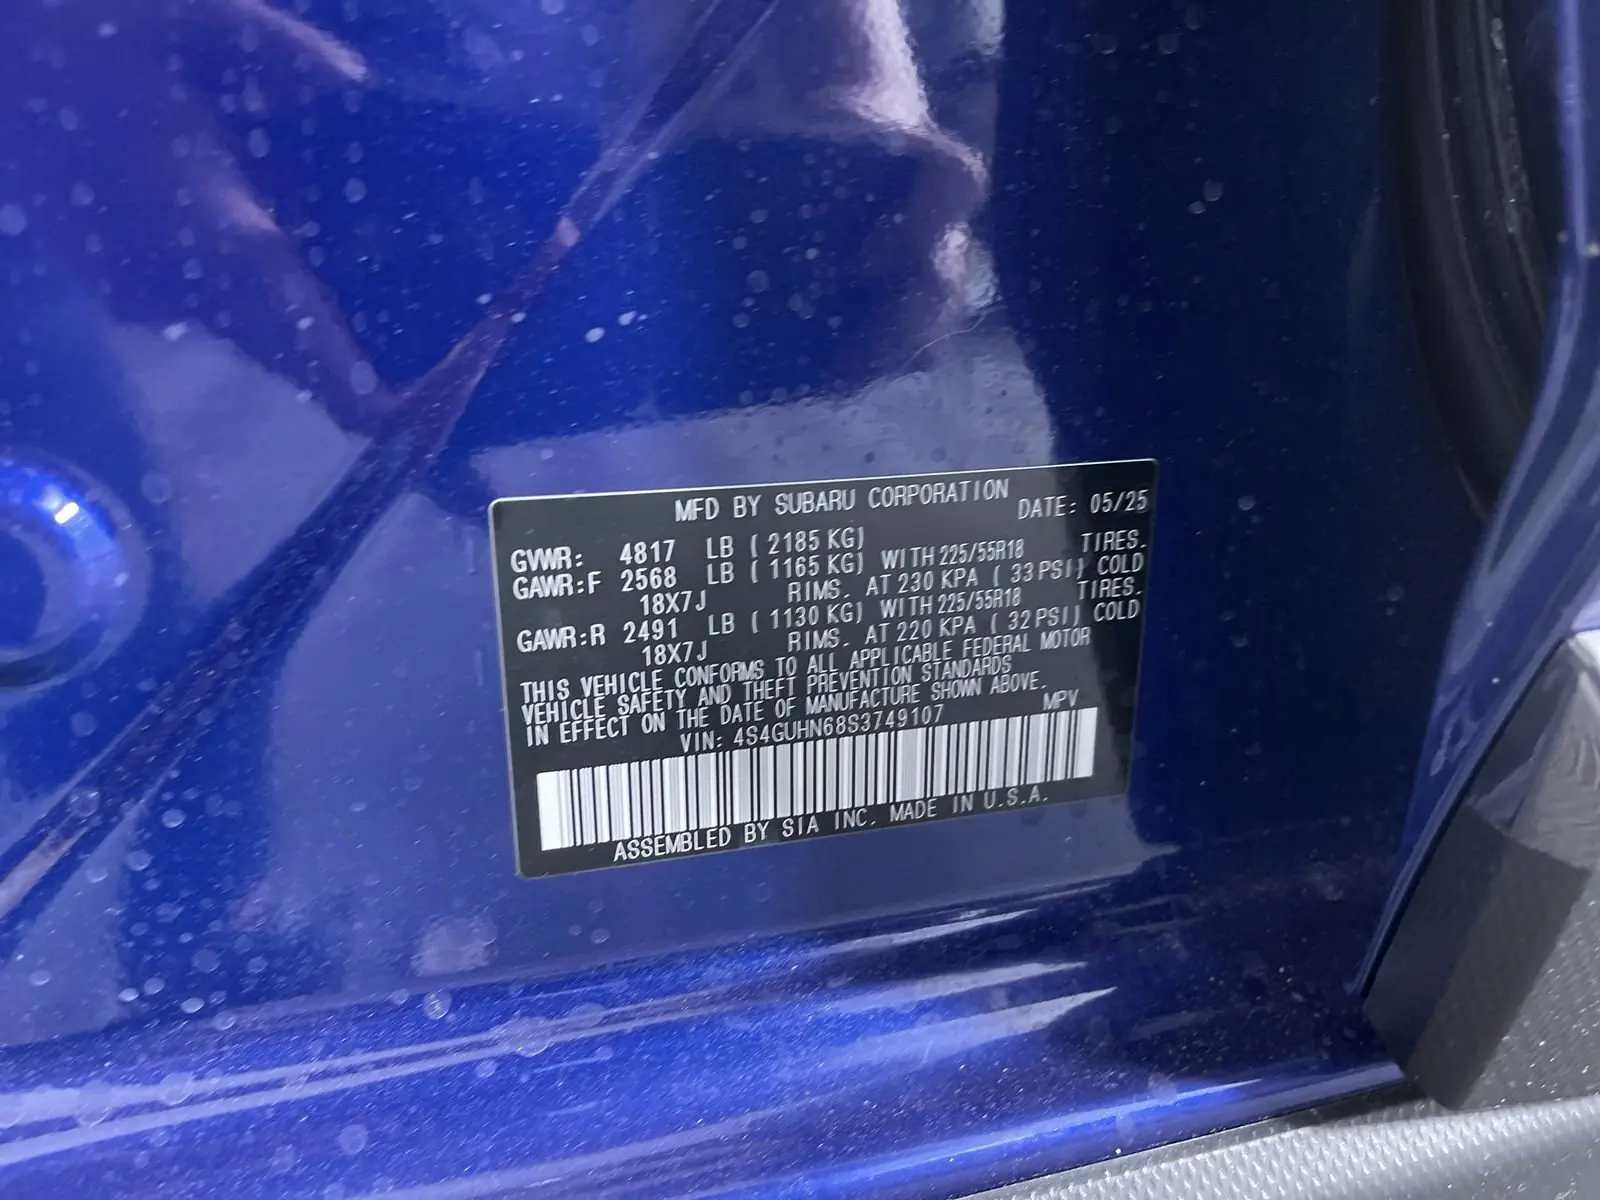 MFD BY SUBARU CORPORATION DATE: 05/25
GVWR: 4817 LB ( 2185 KG)
GAWR:F 2568 LB ( 1165 KG) WITH 225/55R18 TIRES.
18X7J RIMS. AT 230 KPA ( 33 PSI) COLD
GAWR:R 2491 LB ( 1130 KG) WITH 225/55R18 TIRES.
18X7J RIMS. AT 220 KPA ( 32 PSI) COLD
THIS VEHICLE CONFORMS TO ALL APPLICABLE FEDERAL MOTOR
VEHICLE SAFETY AND THEFT PREVENTION STANDARDS
IN EFFECT ON THE DATE OF MANUFACTURE SHOWN ABOVE.
VIN: 4S4GUHN68S3749107 MPV
ASSEMBLED BY SIA INC. MADE IN U.S.A.